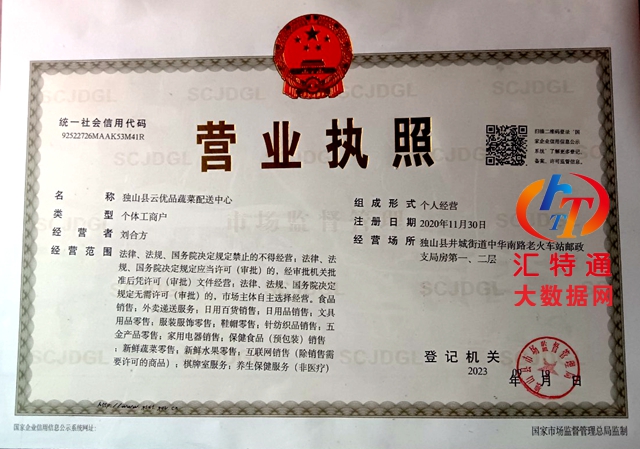 统一社会信用代码
92522726MAAK53M41R
营业执照
扫描二维码登录“国
家企业信用信息公示
系统”了解更多登记、
备案、许可监管信息。
名称 独山县云优品蔬菜配送中心
类型 个体工商户
经营者 刘合方
经营范围 法律、法规、国务院决定规定禁止的不得经营；法律、法
规、国务院决定规定应当许可（审批）的，经审批机关批
准后凭许可（审批）文件经营；法律、法规、国务院决定
规定无需许可（审批）的，市场主体自主选择经营。食品
销售；外卖递送服务；日用百货销售；日用品销售；文具
用品零售；服装服饰零售；鞋帽零售；针纺织品销售；五
金产品零售；家用电器销售；保健食品（预包装）销售
；新鲜蔬菜零售；新鲜水果零售；互联网销售（除销售需
要许可的商品）；棋牌室服务；养生保健服务（非医疗）
组成形式 个人经营
注册日期 2020年11月30日
经营场所 独山县井城街道中华南路老火车站邮政
支局房第一、二层
汇特通
大数据网
登记机关
2023 年 月 日
独山县市场监督管理局
国家企业信用信息公示系统网址：
国家市场监督管理总局监制
市场监督管理
SCJDGL